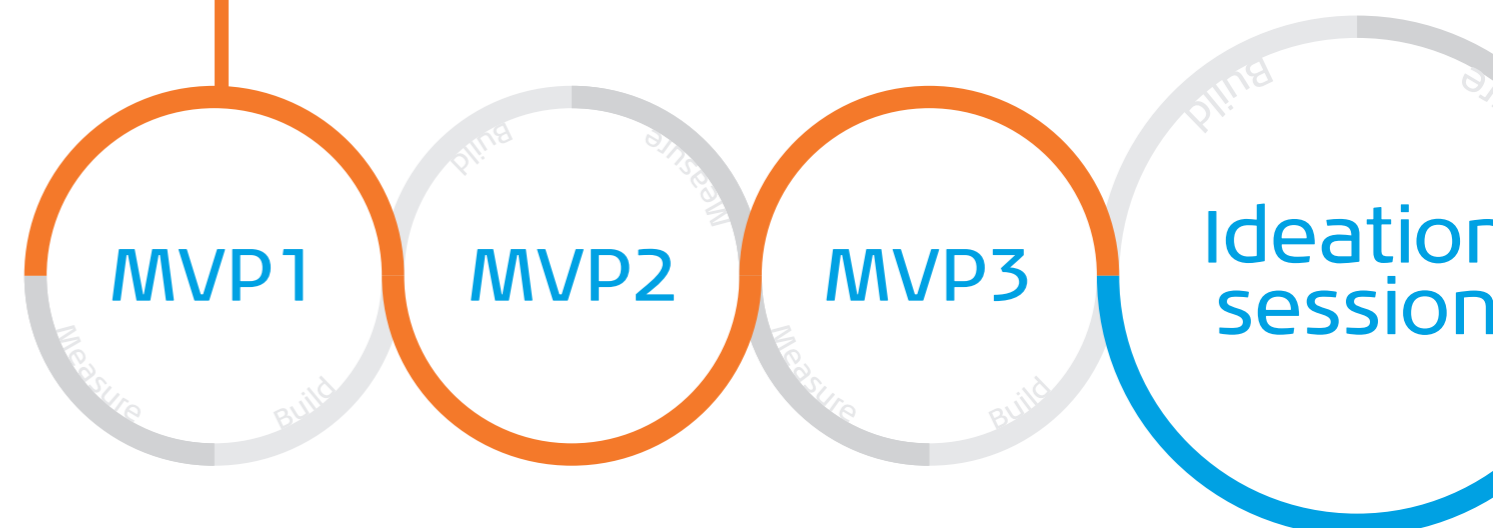 MVP1
Measure
Build
MVP2
Build
Measure
MVP3
Measure
Build
Ideation
session
Build